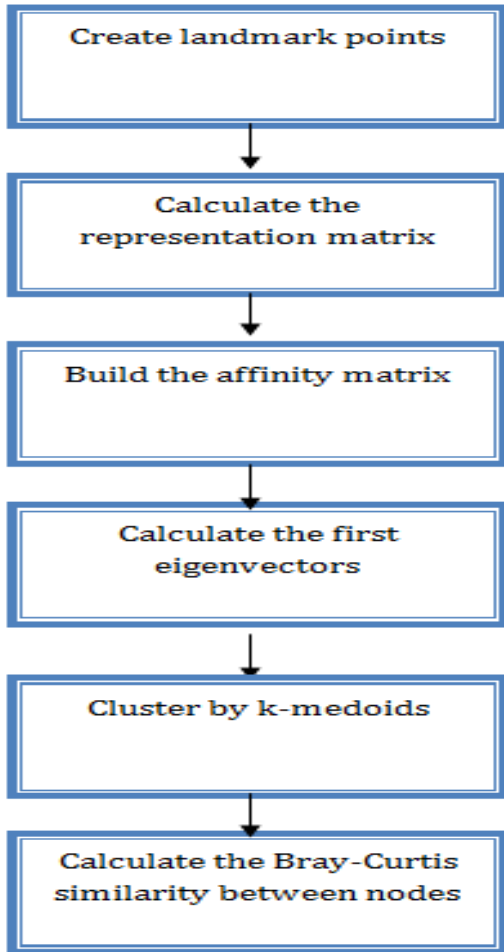 Create landmark points
Calculate the
representation matrix
Build the affinity matrix
Calculate the first
eigenvectors
Cluster by k-medoids
Calculate the Bray-Curtis
similarity between nodes